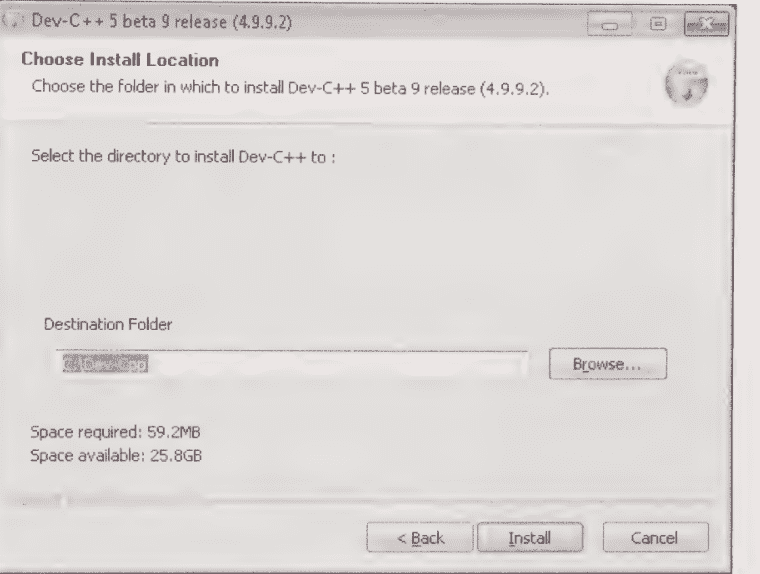 Dev-C++ 5 beta 9 release (4.9.9.2)
Choose Install Location
Choose the folder in which to install Dev-C++ 5 beta 9 release (4.9.9.2).
Select the directory to install Dev-C++ to :
Destination Folder
C:\Dev-Cpp
Browse...
Space required: 59.2MB
Space available: 25.8GB
< Back
Install
Cancel